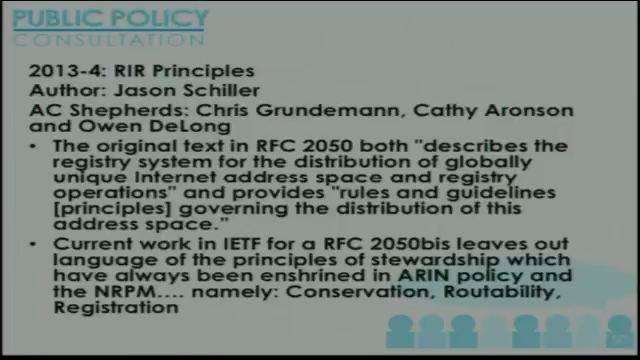 PUBLIC POLICY
CONSULTATION
2013-4: RIR Principles
Author: Jason Schiller
AC Shepherds: Chris Grundemann, Cathy Aronson
and Owen DeLong
• The original text in RFC 2050 both "describes the
registry system for the distribution of globally
unique Internet address space and registry
operations" and provides "rules and guidelines
[principles] governing the distribution of this
address space."
• Current work in IETF for a RFC 2050bis leaves out
language of the principles of stewardship which
have always been enshrined in ARIN policy and
the NRPM.... namely: Conservation, Routability,
Registration